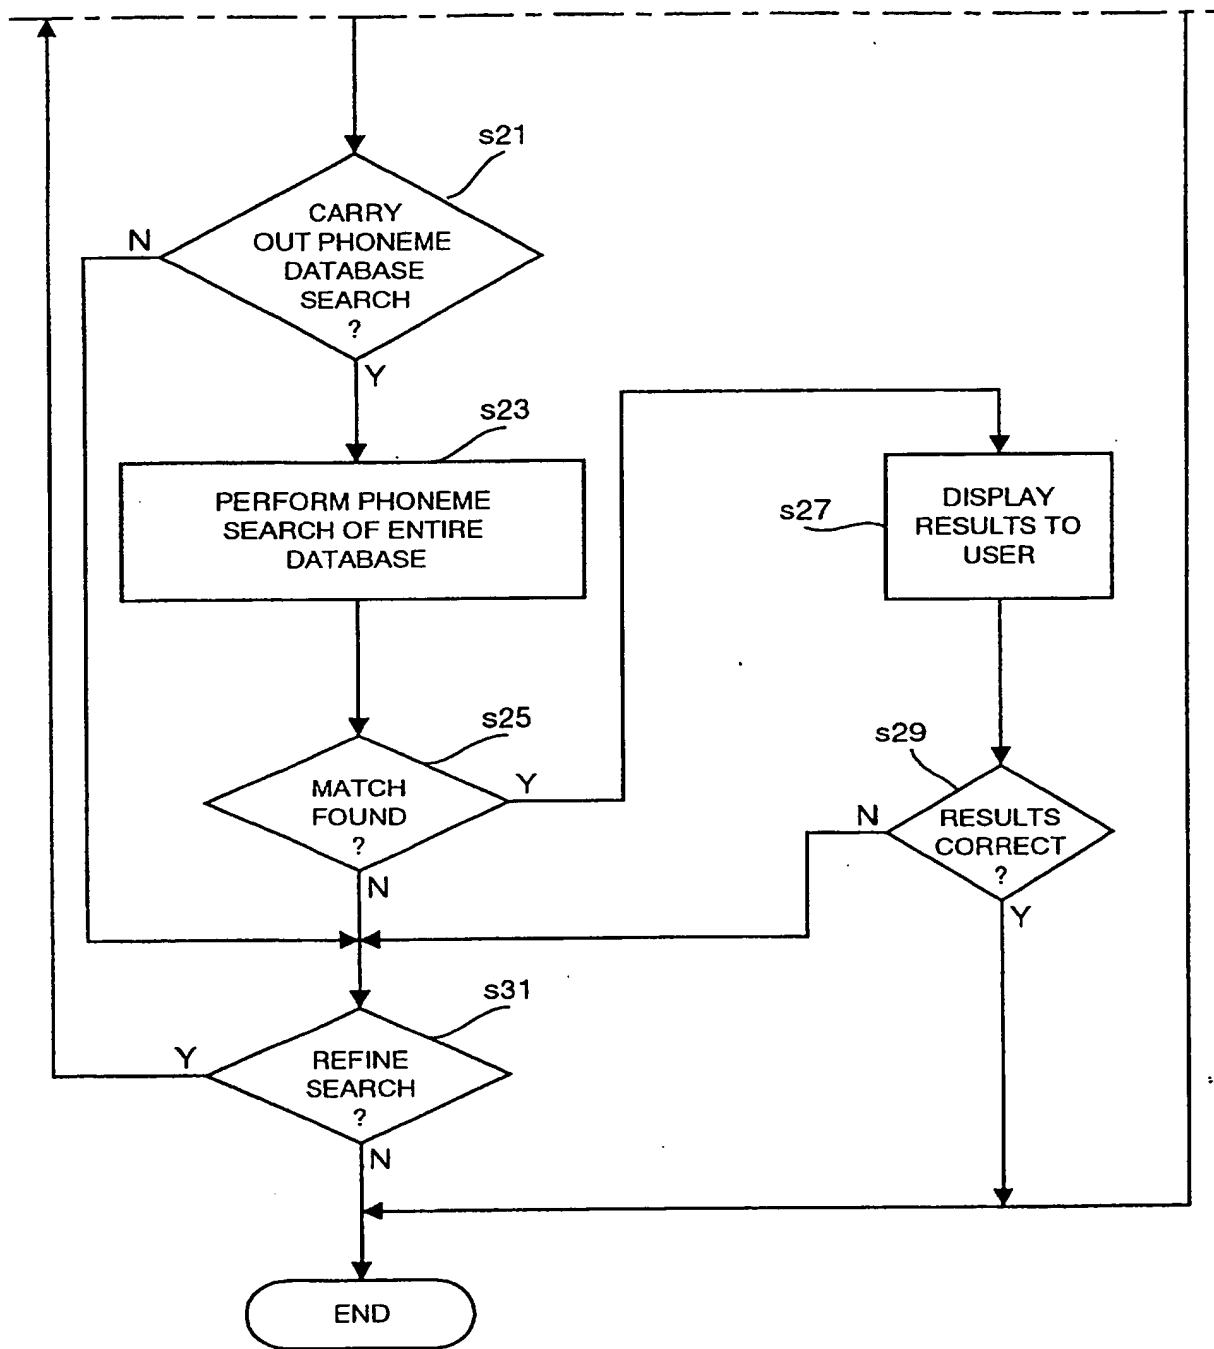 s21
CARRY
OUT PHONEME
DATABASE
SEARCH
?
N
Y
s23
PERFORM PHONEME
SEARCH OF ENTIRE
DATABASE
s27
DISPLAY
RESULTS TO
USER
s25
MATCH
FOUND
?
Y
N
s29
RESULTS
CORRECT
?
N
Y
s31
REFINE
SEARCH
?
Y
N
END